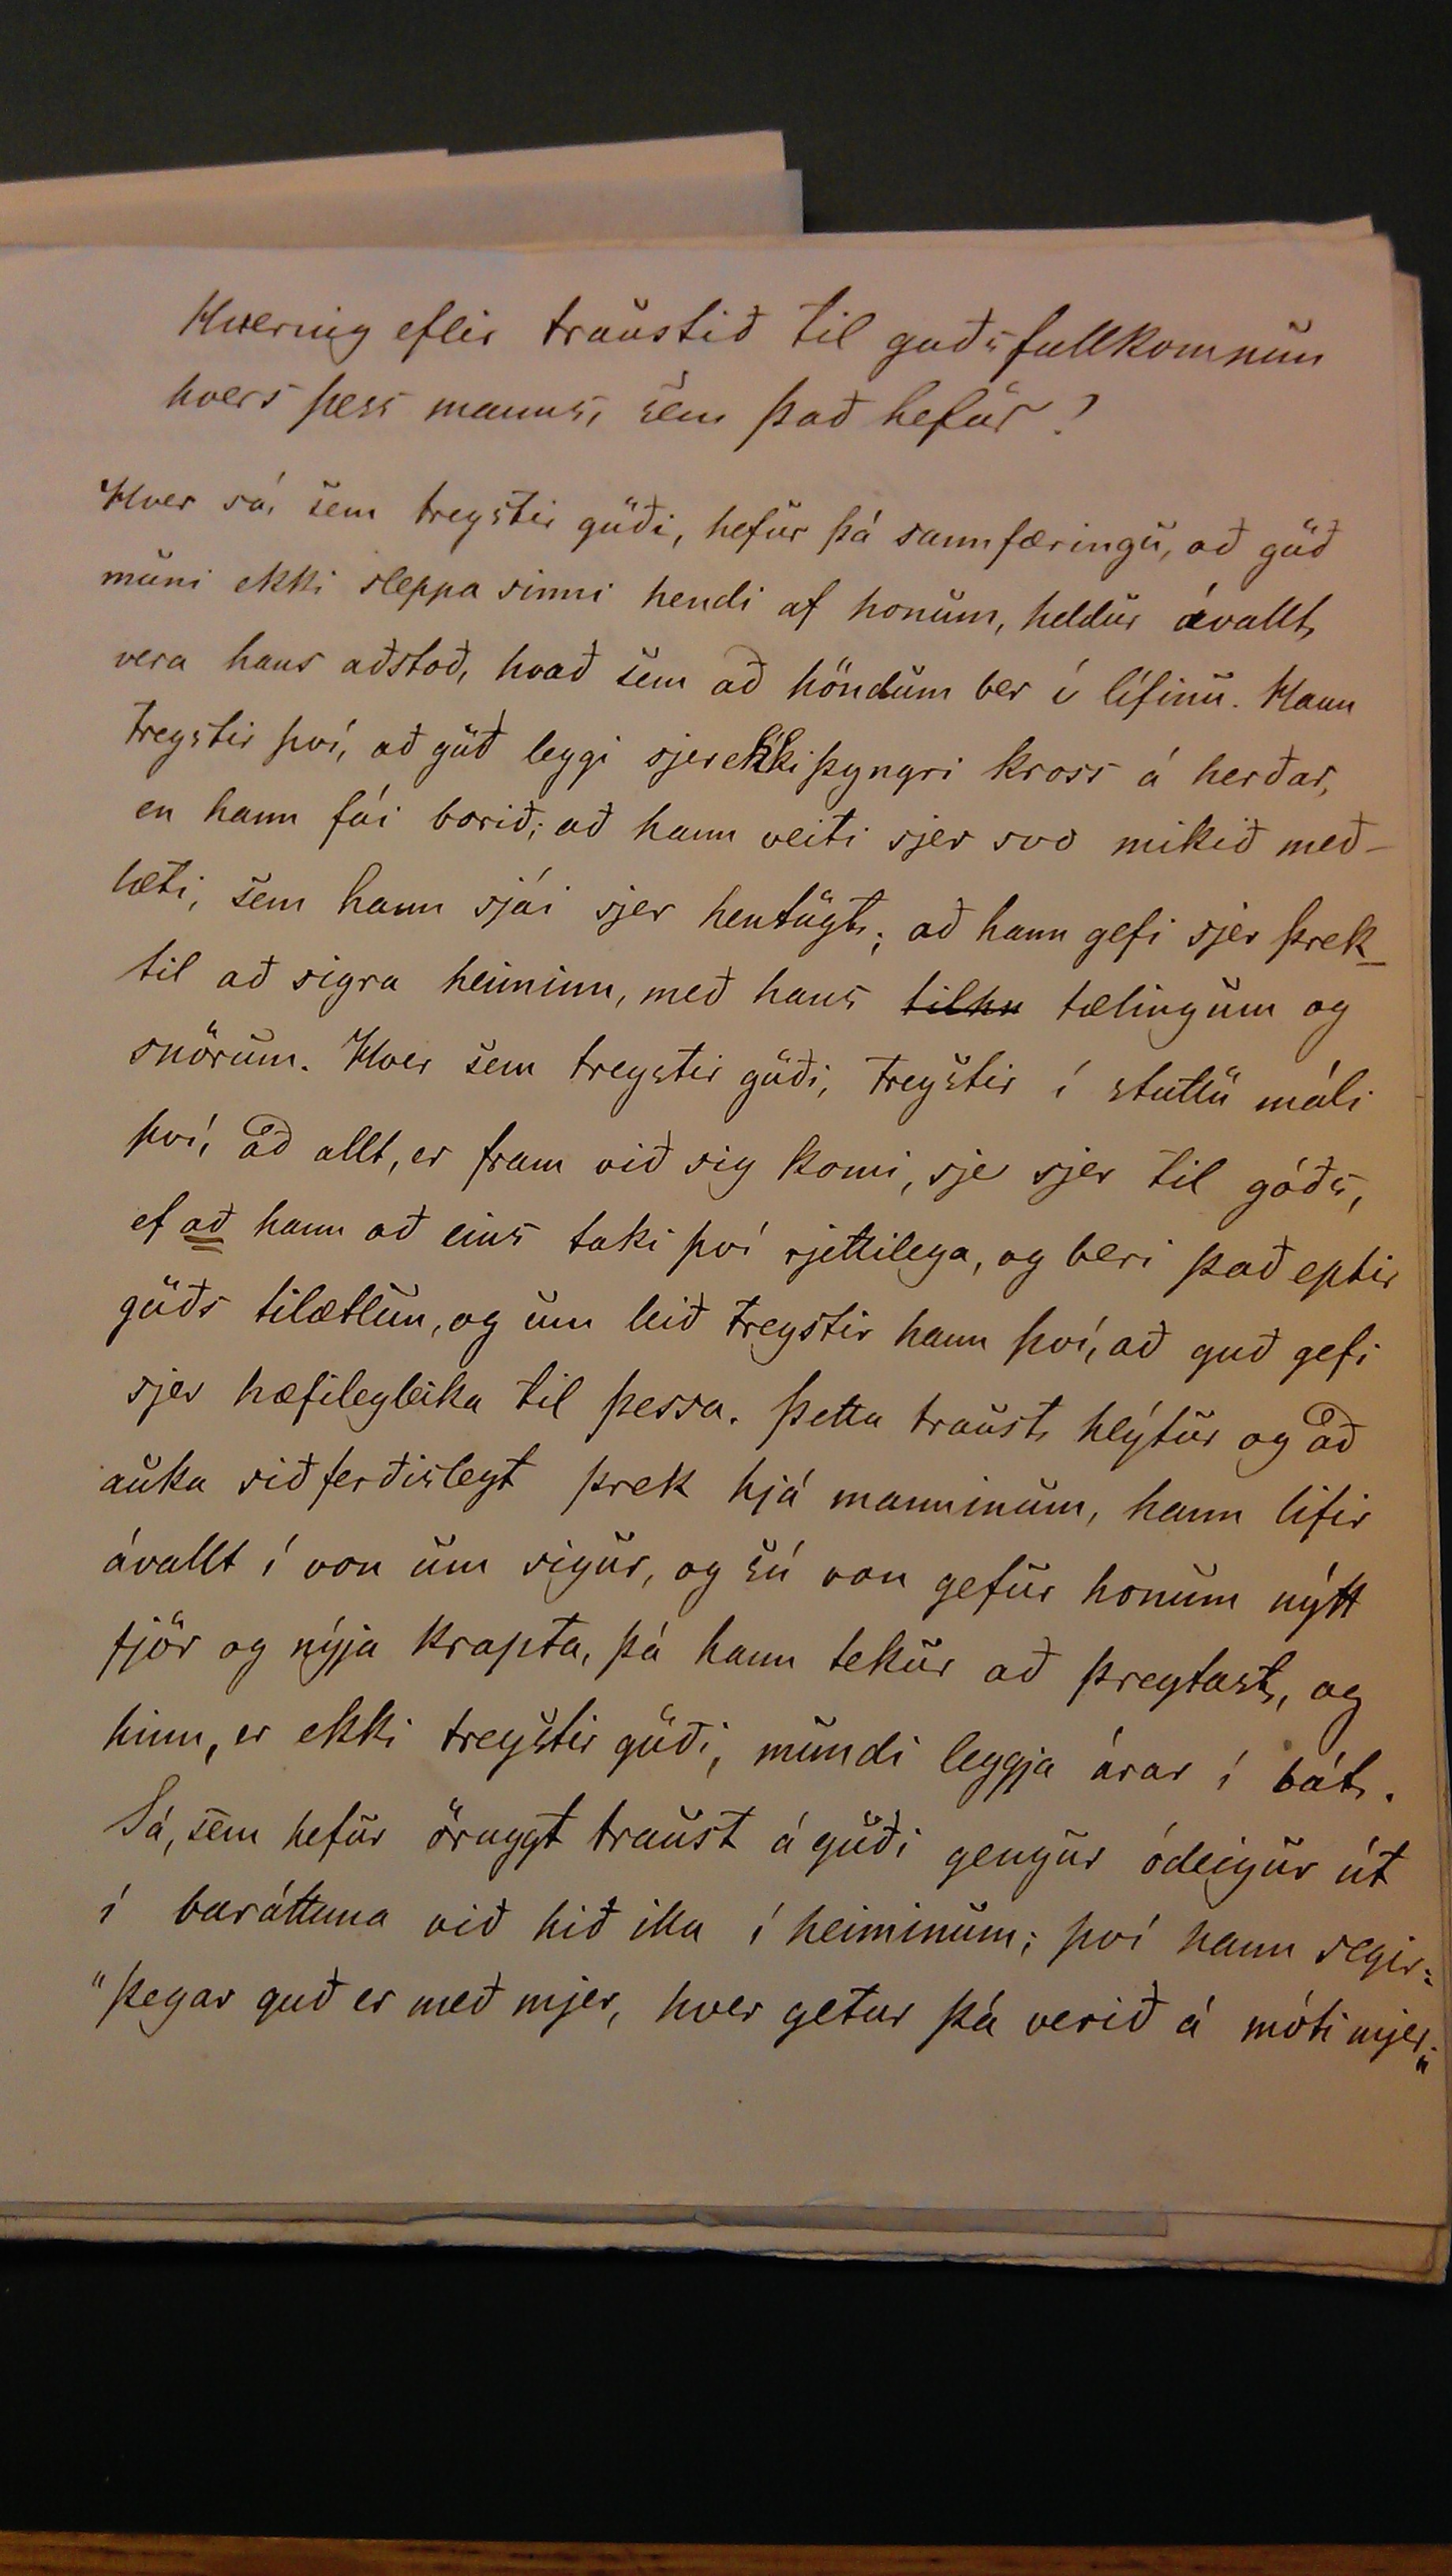 Hvernig eflir traustið til guðs fullkomnun
hvers þess manns, sem það hefur?
Hver sá, sem treystir guði, hefur þá sannfæringu, að guð
muni ekki sleppa sinni hendi af honum, heldur ávallt
vera hans aðstoð, hvað sem að höndum ber í lífinu. Hann
treystir því, að guð leggi sjer ekki þyngri kross á herðar,
en hann fái borið; að hann veiti sjer svo mikið með-
læti, sem hann sjái sjer hentugt; að hann gefi sjer þrek
til að sigra heiminn, með hans tilhn tælingum og
snörum. Hver sem treystir guði, treystir í stuttu máli
því, að allt, er fram við sig komi, sje sjer til góðs,
ef að hann að eins taki því rjettilega, og beri það eptir
guðs tilætlun, og um leið treystir hann því, að guð gefi
sjer hæfilegleika til þessa. Þetta traust hlýtur og að
auka siðferðislegt þrek hjá manninum, hann lifir
ávallt í von um sigur, og sú von gefur honum nýtt
fjör og nýja krapta, þá hann tekur að þreytast, og
hinn, er ekki treystir guði, mundi leggja árar í bát.
Sá, sem hefur öruggt traust á guði gengur ódeigur út
í baráttuna við hið illa í heiminum; því hann segir:
"Þegar guð er með mjer, hver getur þá verið á móti mjer."